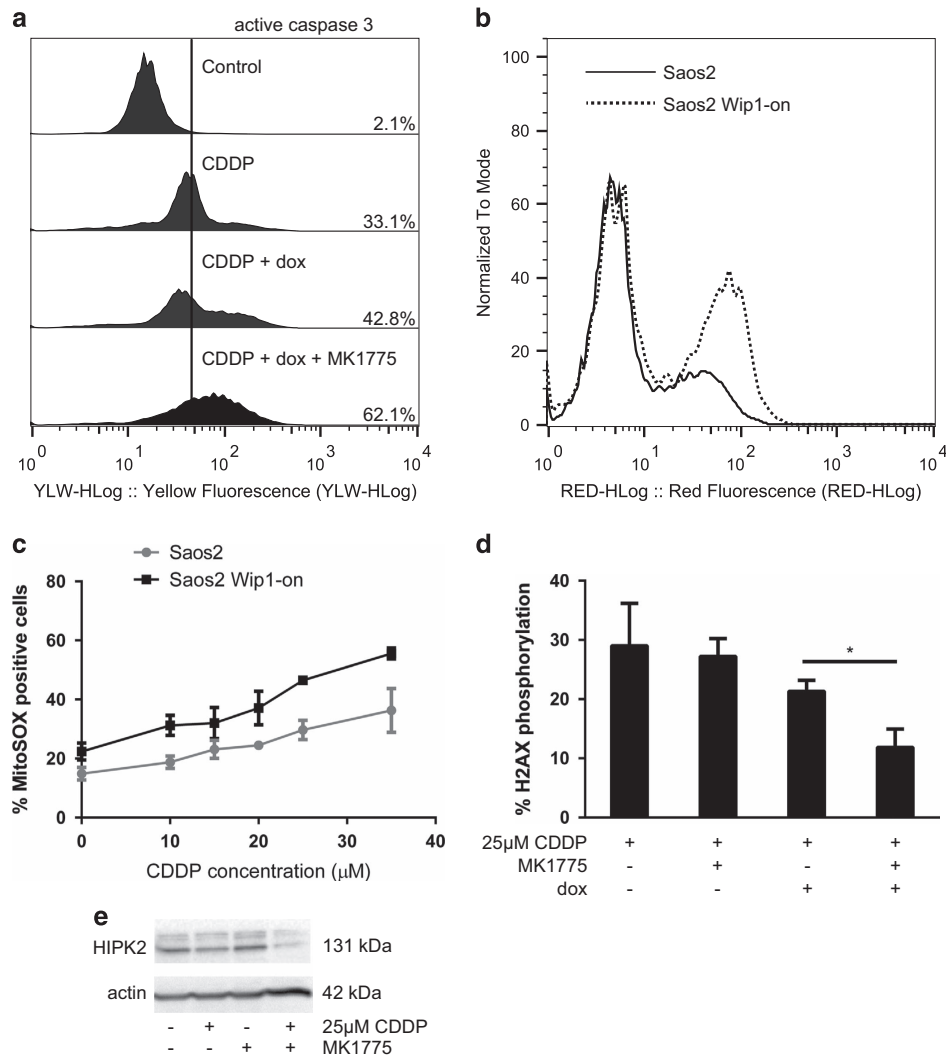 a
active caspase 3
Control
2.1%
CDDP
33.1%
CDDP + dox
42.8%
CDDP + dox + MK1775
62.1%
10 0 10 1 10 2 10 3 10 4
YLW-HLog :: Yellow Fluorescence (YLW-HLog)
b
Saos2
Saos2 Wip1-on
Normalized To Mode
100
80
60
40
20
0
10 0 10 1 10 2 10 3 10 4
RED-HLog :: Red Fluorescence (RED-HLog)
c
Saos2
Saos2 Wip1-on
% MitoSOX positive cells
80
60
40
20
0
0 10 20 30 40
CDDP concentration (μM)
d
% H2AX phosphorylation
40
30
20
10
0
*
25μM CDDP + + + +
MK1775 - + - +
dox - - + +
e
HIPK2 131 kDa
actin 42 kDa
- + - + 25μM CDDP
- - + + MK1775